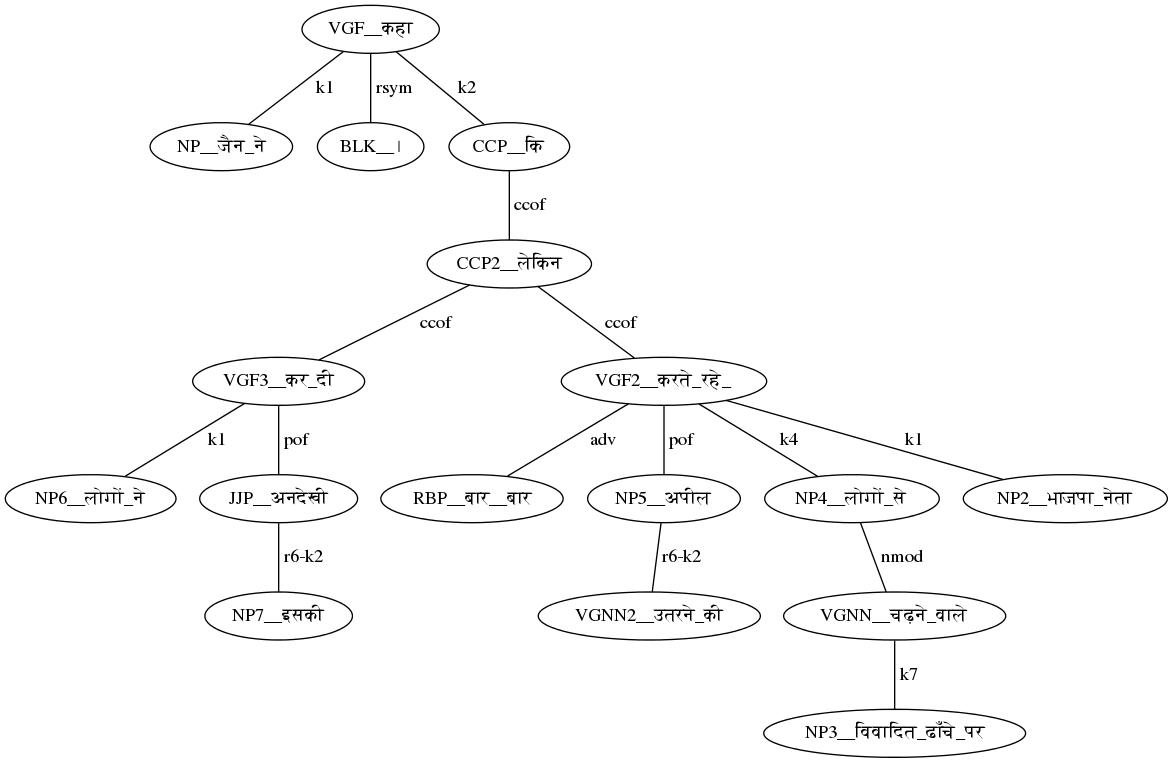 VGF__कहा
k1 rsym k2
NP__जैन_ने BLK__। CCP__कि
ccof
CCP2__लेकिन
ccof ccof
VGF3__कर_दी VGF2__करते_रहे_
k1 pof adv pof k4 k1
NP6__लोगों_ने JJP__अनदेखी RBP__बार__बार NP5__अपील NP4__लोगों_से NP2__भाजपा_नेता
r6-k2 r6-k2 nmod
NP7__इसकी VGNN2__उतरने_की VGNN__चढ़ने_वाले
k7
NP3__विवादित_ढाँचे_पर